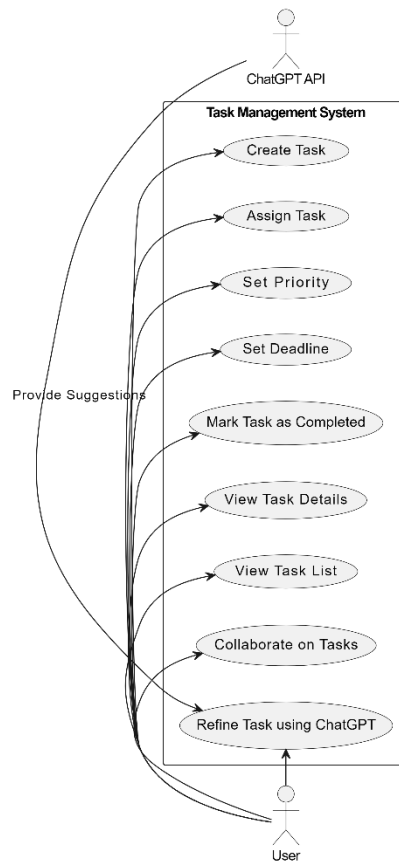 ChatGPT API
Task Management System
Create Task
Assign Task
Set Priority
Set Deadline
Provide Suggestions
Mark Task as Completed
View Task Details
View Task List
Collaborate on Tasks
Refine Task using ChatGPT
User